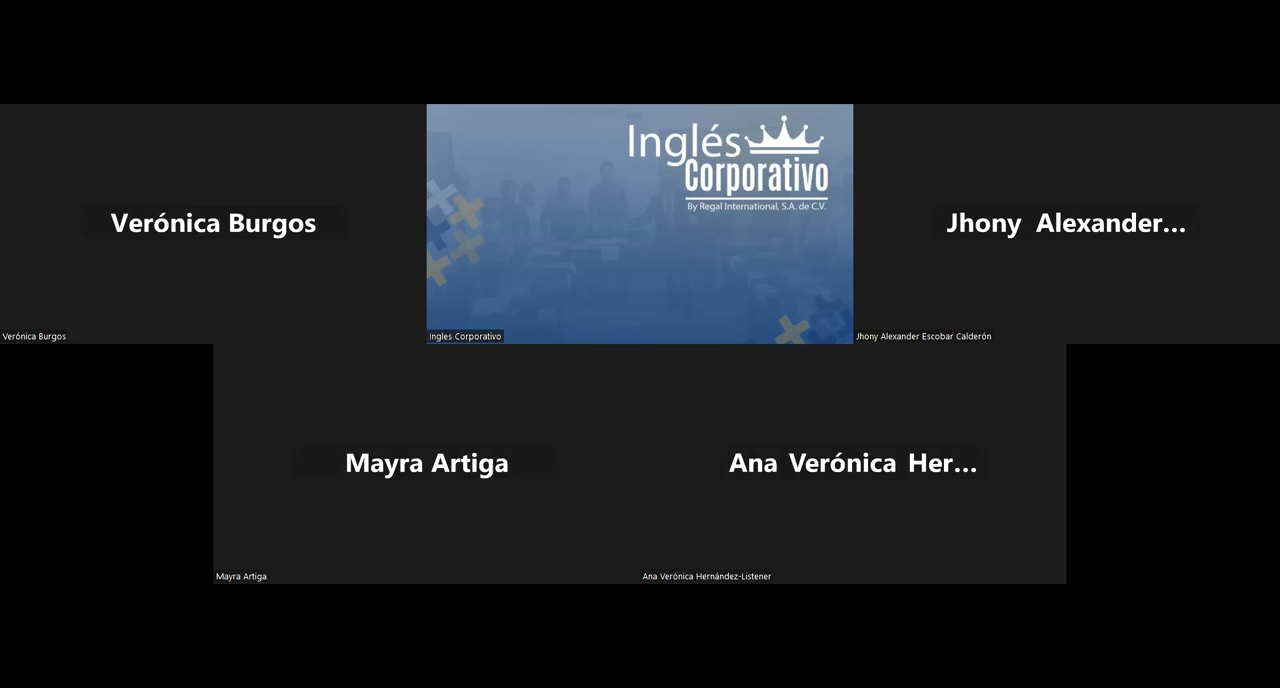 Inglés
Corporativo
By Regal International, S.A. de C.V.
Verónica Burgos
Jhony Alexander...
Verónica Burgos
Ingles Corporativo
Jhony Alexander Escobar Calderón
Mayra Artiga
Ana Verónica Her...
Mayra Artiga
Ana Verónica Hernández-Listener